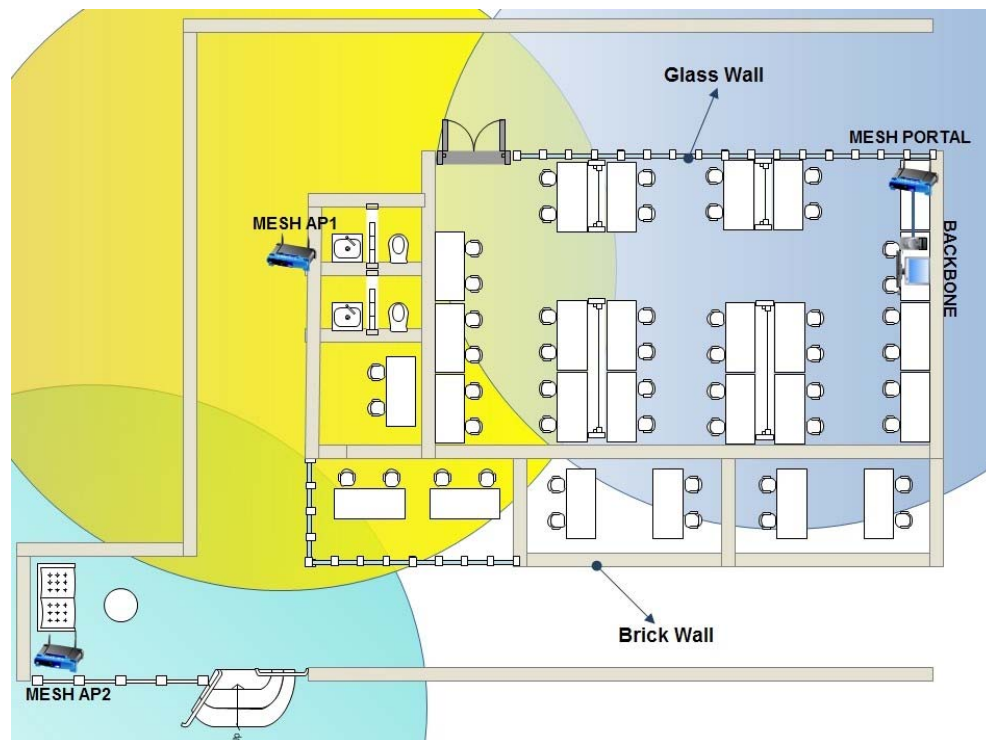 Glass Wall
MESH PORTAL
MESH AP1
BACKBONE
Brick Wall
MESH AP2